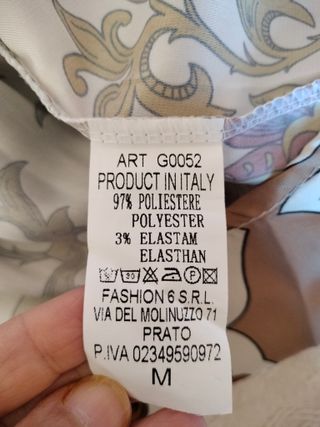 ART G0052
PRODUCT IN ITALY
97% POLIESTERE
POLYESTER
3% ELASTAM
ELASTHAN
30 P
FASHION 6 S.R.L.
VIA DEL MOLINUZZO 71
PRATO
P.IVA 02349590972
M